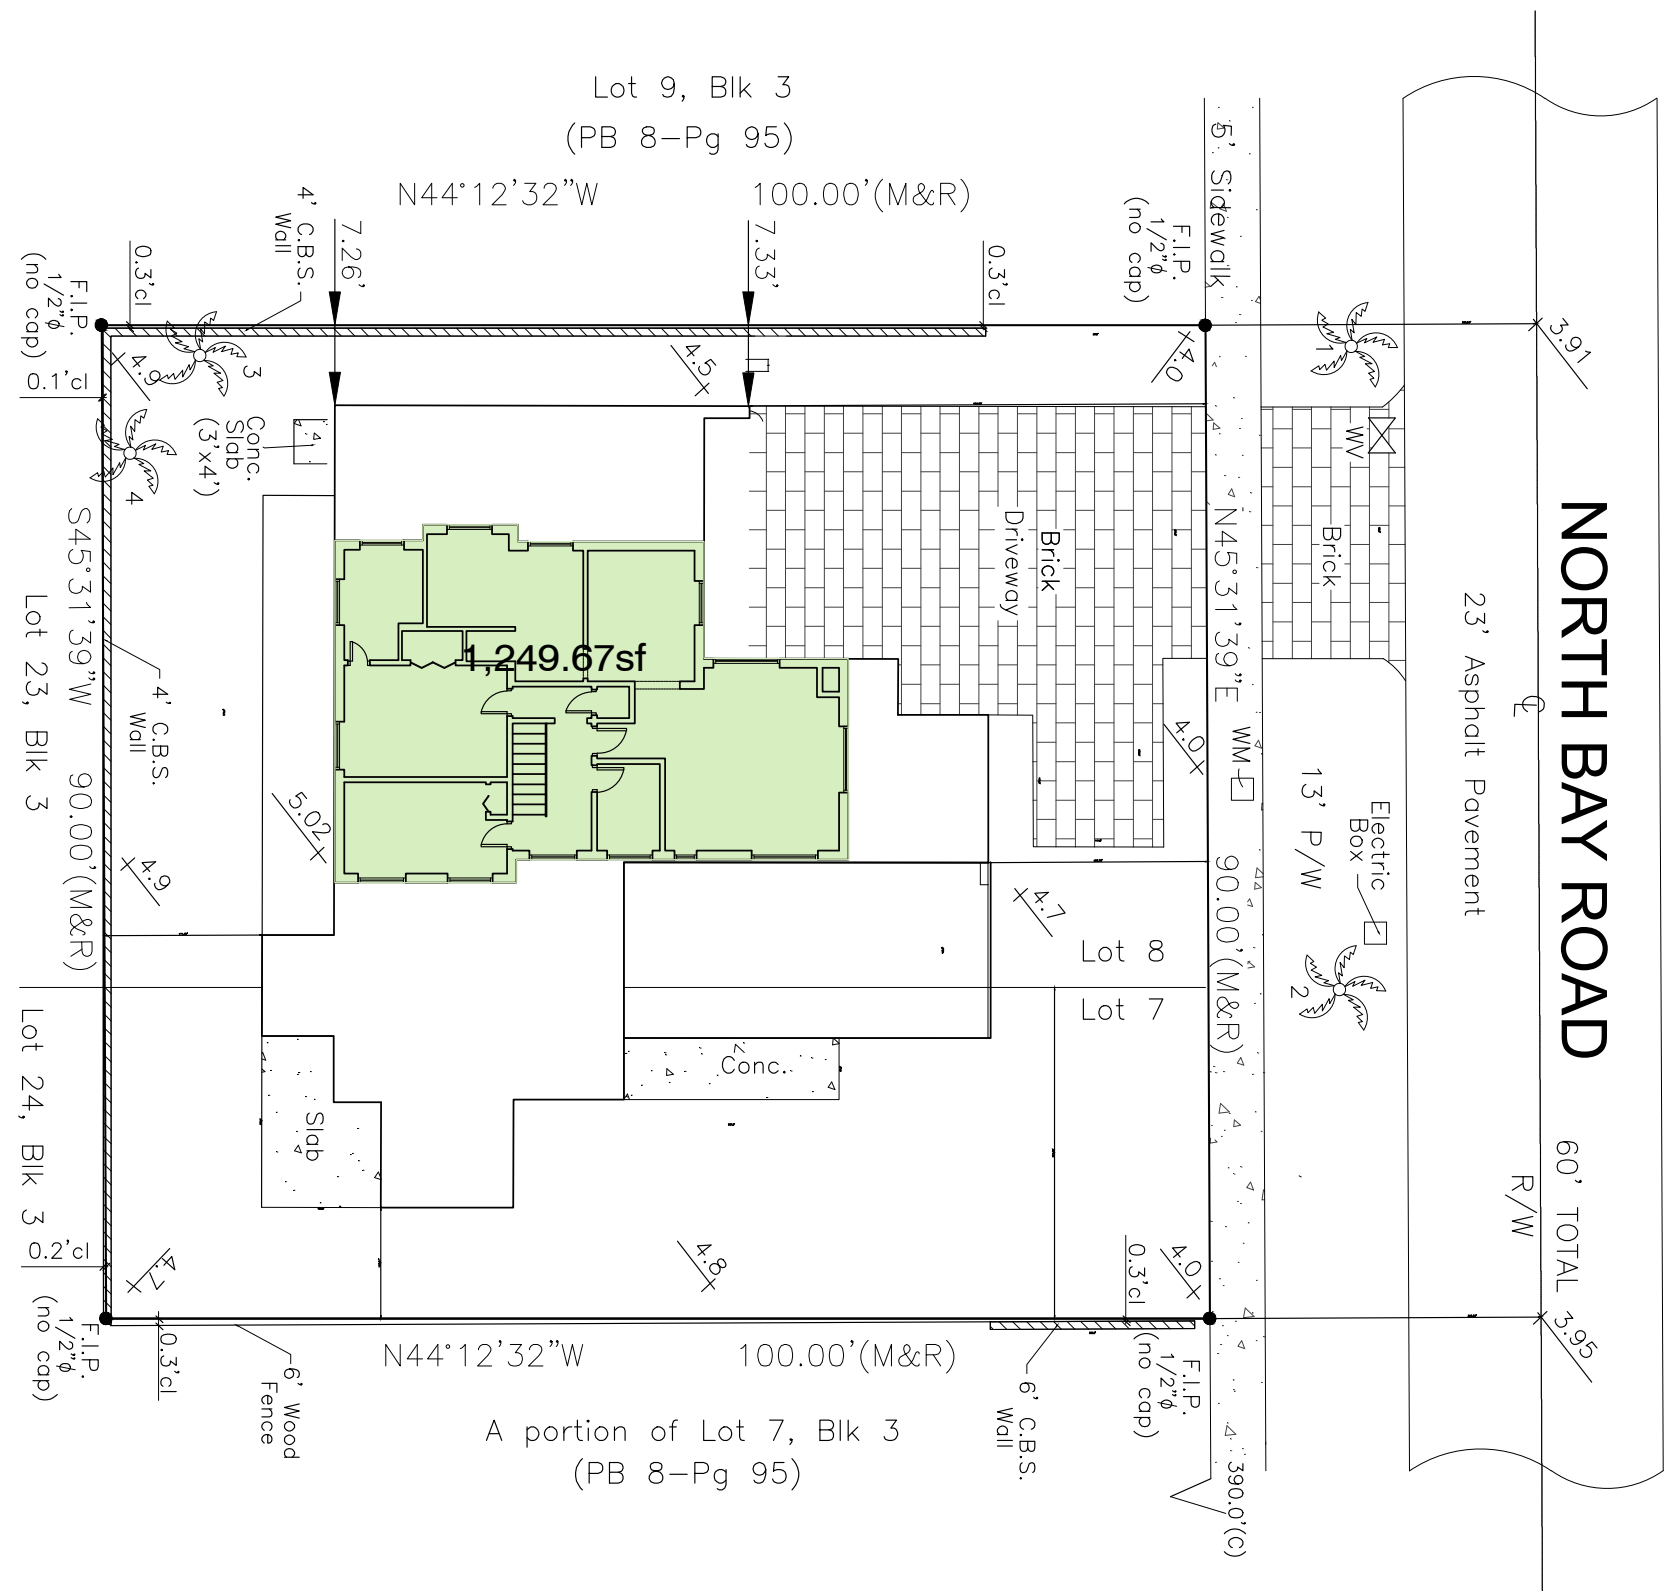 Lot 9, Blk 3
(PB 8-Pg 95)
N44°12'32"W 100.00'(M&R)
5' Sidewalk
F.I.P.
1/2"ϕ
(no cap)
4' C.B.S.
Wall
7.26'
7.33'
0.3'cl
0.3'cl
F.I.P.
1/2"ϕ
(no cap)
0.1'cl
4.9
3
4
4.5
4.0
1
3.91
Conc.
Slab
(3'x4')
WV
Brick
Brick
Driveway
N45°31'39"E 90.00'(M&R)
NORTH BAY ROAD
23' Asphalt Pavement
℄
60' TOTAL
R/W
S45°31'39"W 90.00'(M&R)
Lot 23, Blk 3
4' C.B.S.
Wall
1,249.67sf
5.02
4.9
4.0
WM
13' P/W
Electric
Box
2
4.7
Lot 8
Lot 7
Conc.
Slab
Lot 24, Blk 3
0.2'cl
4.7
4.8
0.3'cl
4.0
3.95
F.I.P.
1/2"ϕ
(no cap)
0.3'cl
6' Wood
Fence
N44°12'32"W 100.00'(M&R)
A portion of Lot 7, Blk 3
(PB 8-Pg 95)
6' C.B.S.
Wall
F.I.P.
1/2"ϕ
(no cap)
390.0'(C)